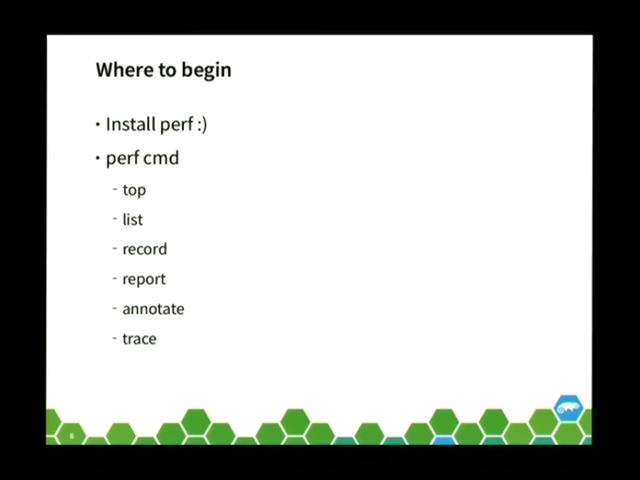 Where to begin
• Install perf :)
• perf cmd
- top
- list
- record
- report
- annotate
- trace